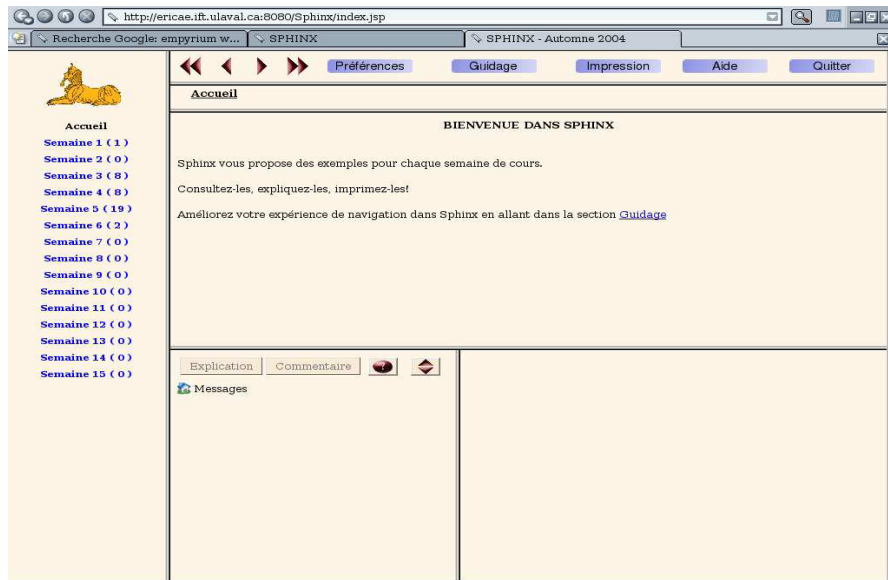 http://ericae.ift.ulaval.ca:8080/Sphinx/index.jsp
Recherche Google: empyrium w... SPHINX SPHINX - Automne 2004
Préférences Guidage Impression Aide Quitter
Accueil
Accueil
Semaine 1 ( 1 )
Semaine 2 ( 0 )
Semaine 3 ( 8 )
Semaine 4 ( 8 )
Semaine 5 ( 19 )
Semaine 6 ( 2 )
Semaine 7 ( 0 )
Semaine 8 ( 0 )
Semaine 9 ( 0 )
Semaine 10 ( 0 )
Semaine 11 ( 0 )
Semaine 12 ( 0 )
Semaine 13 ( 0 )
Semaine 14 ( 0 )
Semaine 15 ( 0 )
BIENVENUE DANS SPHINX
Sphinx vous propose des exemples pour chaque semaine de cours.
Consultez-les, expliquez-les, imprimez-les!
Améliorez votre expérience de navigation dans Sphinx en allant dans la section Guidage
Explication Commentaire ?
Messages